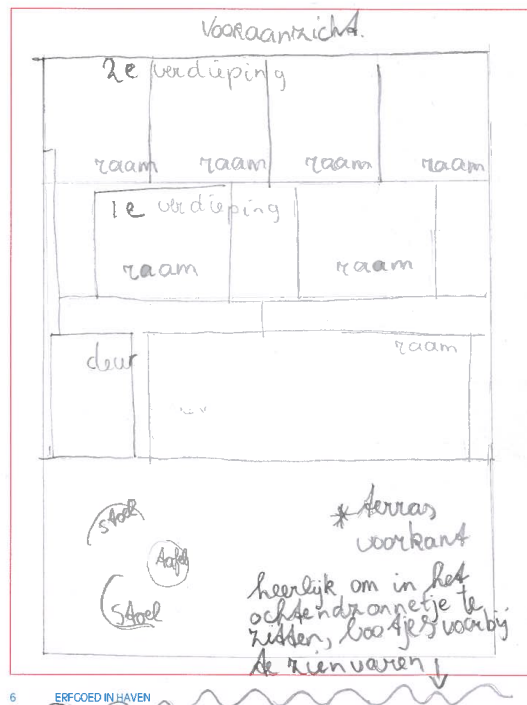 Vooraanzicht.
2e verdieping
raam raam raam raam
1e verdieping
raam raam
deur raam
stoel
tafel
stoel
* terras
voorkant
heerlijk om in het
ochtendzonnetje te
zitten, bootjes voorbij
te zien varen ↓
6 ERFGOED IN HAVEN